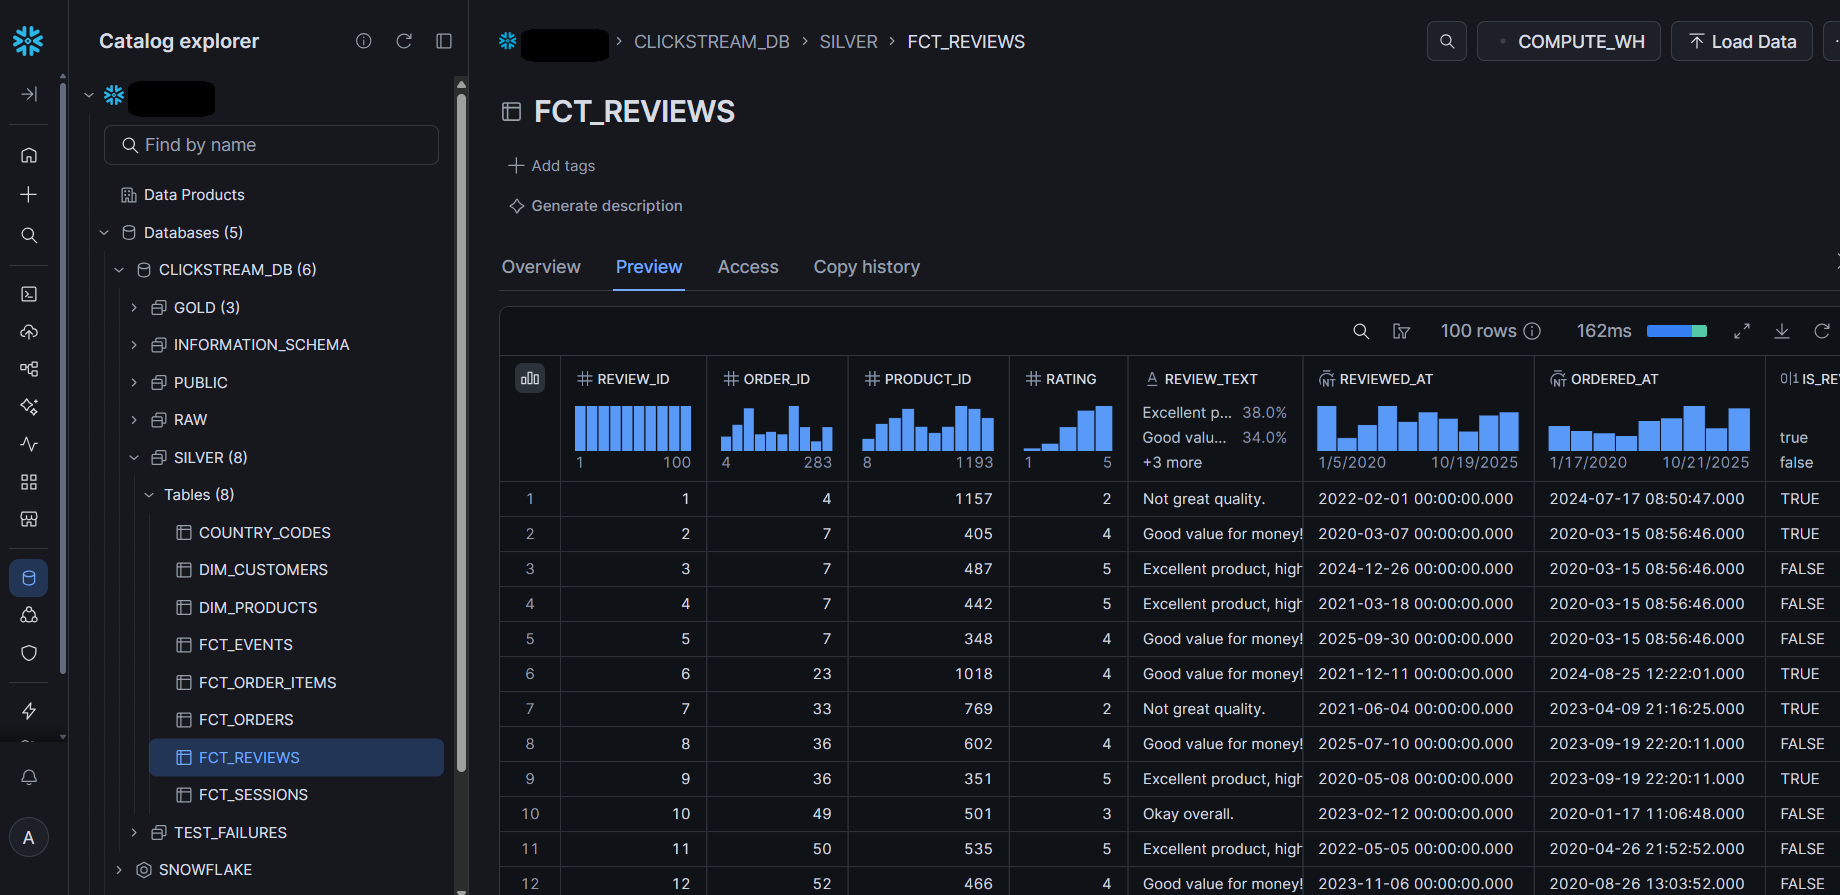 Catalog explorer
CLICKSTREAM_DB
SILVER
FCT_REVIEWS
COMPUTE_WH
Load Data
Find by name
Data Products
Databases (5)
CLICKSTREAM_DB (6)
GOLD (3)
INFORMATION_SCHEMA
PUBLIC
RAW
SILVER (8)
Tables (8)
COUNTRY_CODES
DIM_CUSTOMERS
DIM_PRODUCTS
FCT_EVENTS
FCT_ORDER_ITEMS
FCT_ORDERS
FCT_REVIEWS
FCT_SESSIONS
TEST_FAILURES
SNOWFLAKE
A
FCT_REVIEWS
Add tags
Generate description
Overview Preview Access Copy history
100 rows 162ms
REVIEW_ID ORDER_ID PRODUCT_ID RATING A REVIEW_TEXT NT REVIEWED_AT NT ORDERED_AT 0|1 IS_REV
Excellent p... 38.0%
Good valu... 34.0% true
1 100 4 283 8 1193 1 5 +3 more 1/5/2020 10/19/2025 1/17/2020 10/21/2025 false
1 1 4 1157 2 Not great quality. 2022-02-01 00:00:00.000 2024-07-17 08:50:47.000 TRUE
2 2 7 405 4 Good value for money! 2020-03-07 00:00:00.000 2020-03-15 08:56:46.000 TRUE
3 3 7 487 5 Excellent product, high 2024-12-26 00:00:00.000 2020-03-15 08:56:46.000 FALSE
4 4 7 442 5 Excellent product, high 2021-03-18 00:00:00.000 2020-03-15 08:56:46.000 FALSE
5 5 7 348 4 Good value for money! 2025-09-30 00:00:00.000 2020-03-15 08:56:46.000 FALSE
6 6 23 1018 4 Good value for money! 2021-12-11 00:00:00.000 2024-08-25 12:22:01.000 TRUE
7 7 33 769 2 Not great quality. 2021-06-04 00:00:00.000 2023-04-09 21:16:25.000 TRUE
8 8 36 602 4 Good value for money! 2025-07-10 00:00:00.000 2023-09-19 22:20:11.000 FALSE
9 9 36 351 5 Excellent product, high 2020-05-08 00:00:00.000 2023-09-19 22:20:11.000 TRUE
10 10 49 501 3 Okay overall. 2023-02-12 00:00:00.000 2020-01-17 11:06:48.000 FALSE
11 11 50 535 5 Excellent product, high 2022-05-05 00:00:00.000 2020-04-26 21:52:52.000 FALSE
12 12 52 466 4 Good value for money! 2023-11-06 00:00:00.000 2020-08-26 13:03:52.000 FALSE